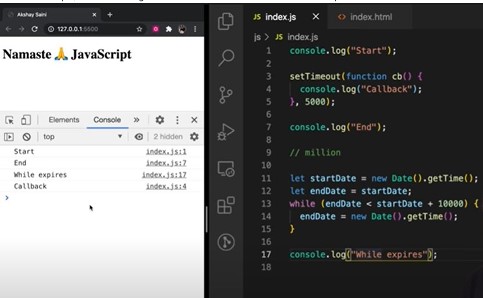 Akshay Saini
127.0.0.1:5500
Namaste 🙏 JavaScript
Elements Console »
top 2 hidden
Start index.js:1
End index.js:7
While expires index.js:17
Callback index.js:4
JS index.js <> index.html
js > JS index.js
1 console.log("Start");
2
3 setTimeout(function cb() {
4 console.log("Callback");
5 }, 5000);
6
7 console.log("End");
8
9 // million
10
11 let startDate = new Date().getTime();
12 let endDate = startDate;
13 while (endDate < startDate + 10000) {
14 endDate = new Date().getTime();
15 }
16
17 console.log("While expires");
18